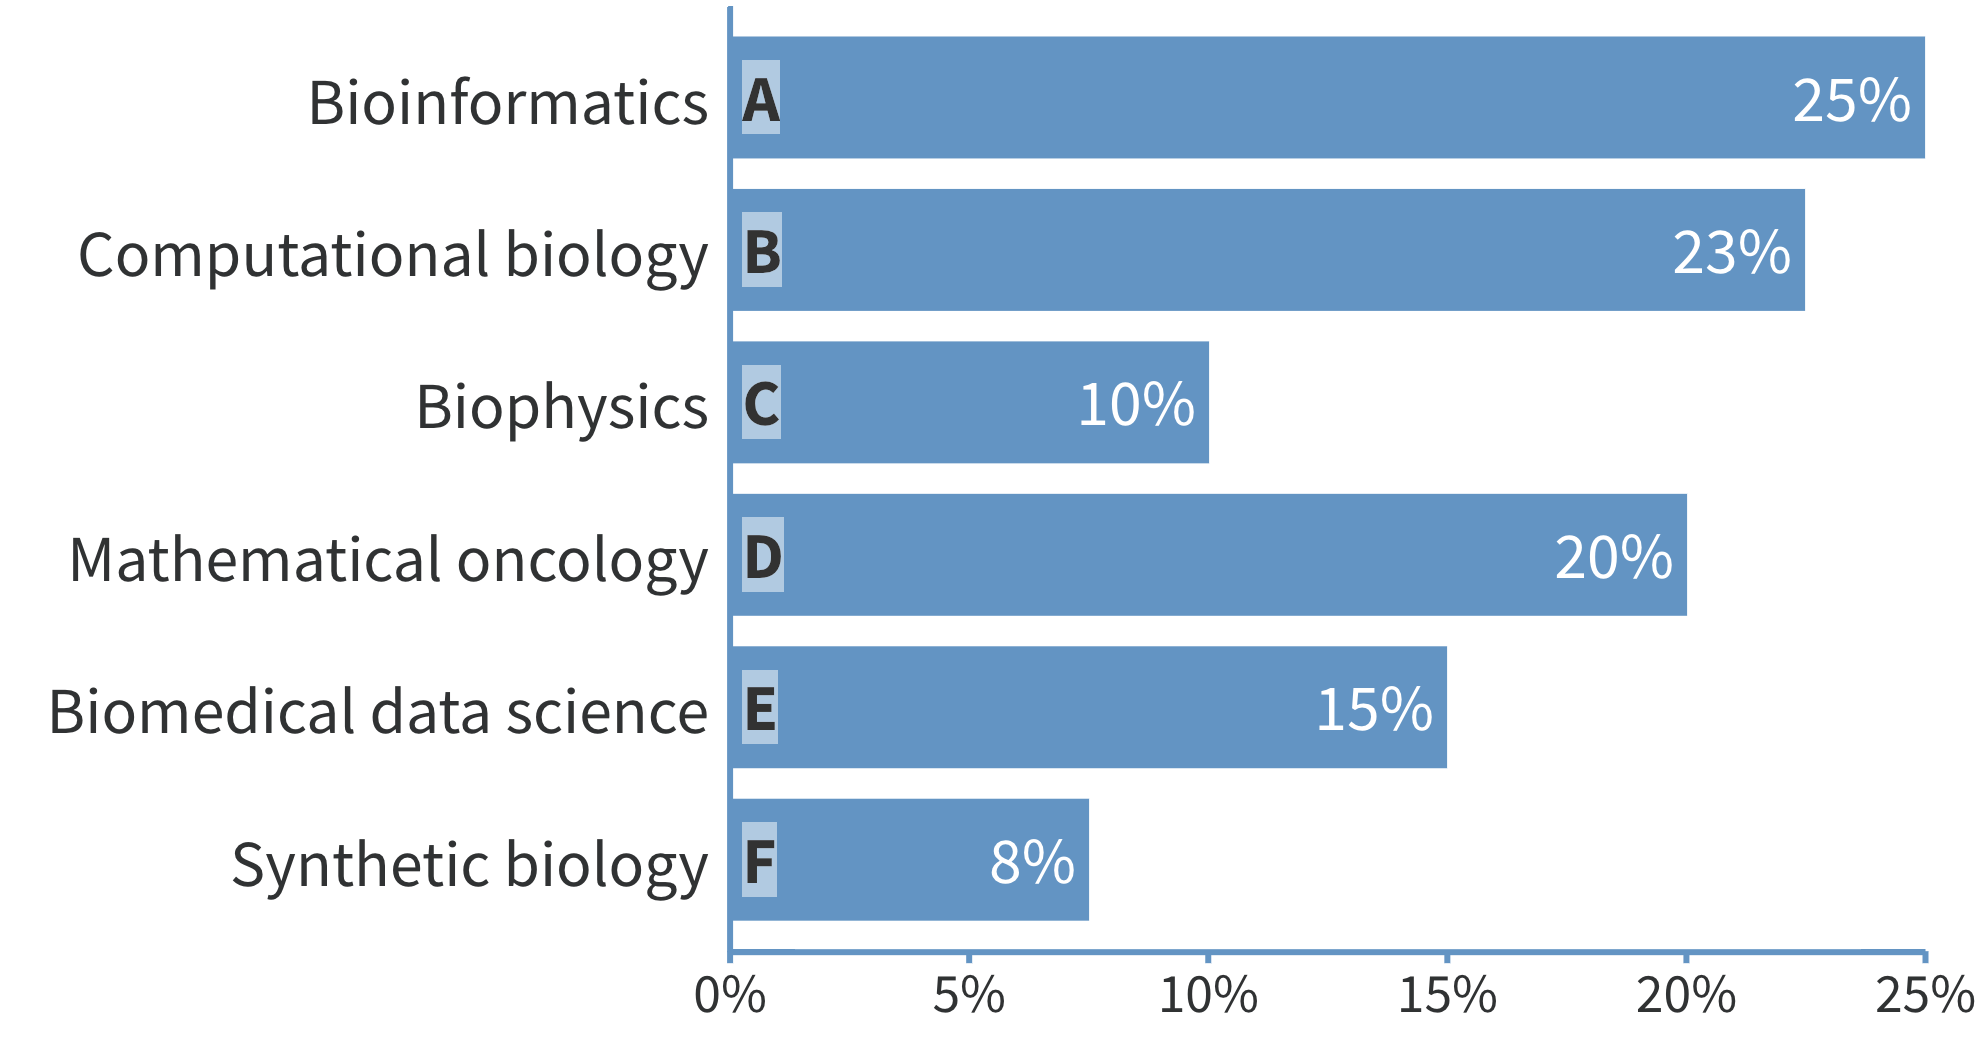 Bioinformatics A 25%
Computational biology B 23%
Biophysics C 10%
Mathematical oncology D 20%
Biomedical data science E 15%
Synthetic biology F 8%
0% 5% 10% 15% 20% 25%